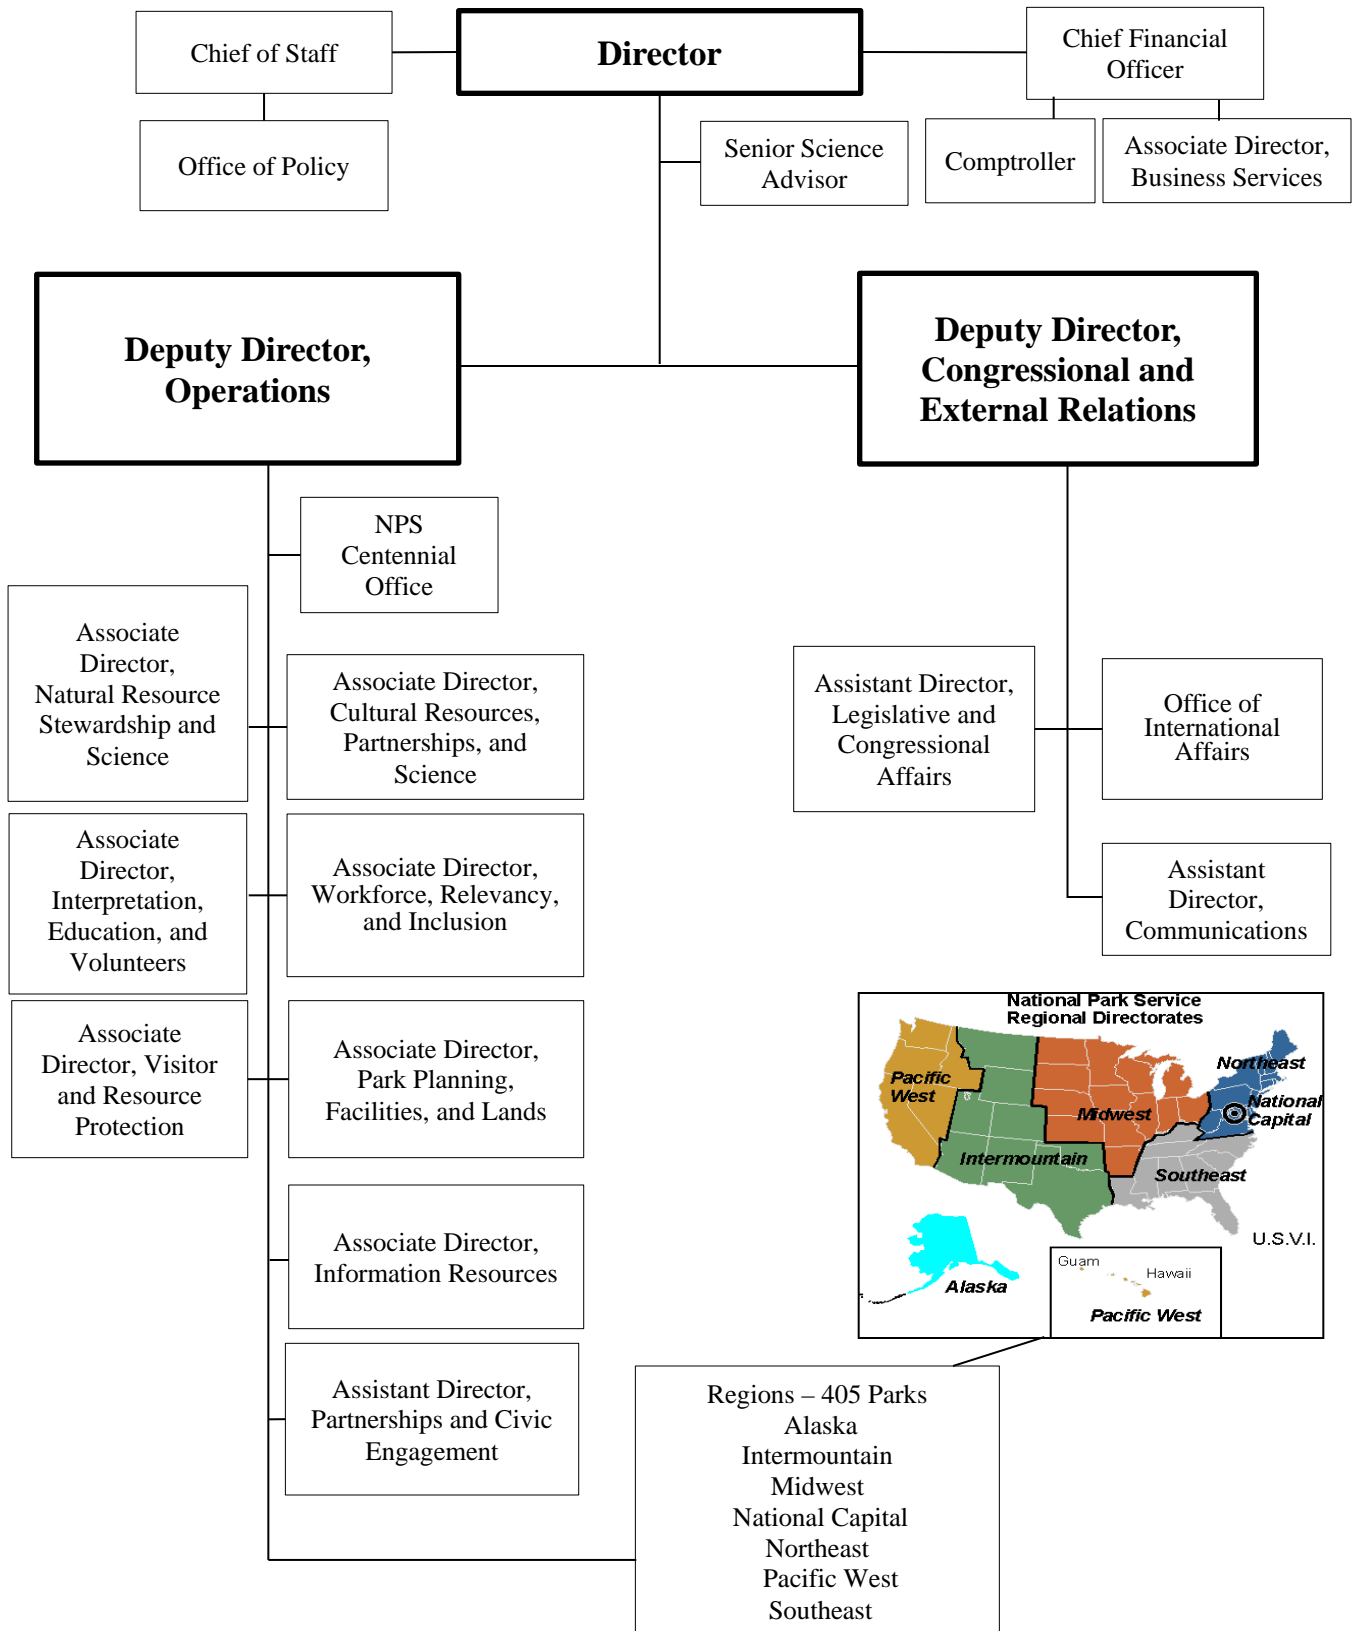 Chief of Staff
Director
Chief Financial
Officer
Office of Policy
Senior Science
Advisor
Comptroller
Associate Director,
Business Services
Deputy Director,
Operations
Deputy Director,
Congressional and
External Relations
NPS
Centennial
Office
Associate
Director,
Natural Resource
Stewardship and
Science
Associate Director,
Cultural Resources,
Partnerships, and
Science
Assistant Director,
Legislative and
Congressional
Affairs
Office of
International
Affairs
Associate
Director,
Interpretation,
Education, and
Volunteers
Associate Director,
Workforce, Relevancy,
and Inclusion
Assistant
Director,
Communications
Associate
Director, Visitor
and Resource
Protection
Associate Director,
Park Planning,
Facilities, and Lands
National Park Service
Regional Directorates
Pacific
West
Midwest
Northeast
National
Capital
Intermountain
Southeast
U.S.V.I.
Alaska
Guam
Hawaii
Pacific West
Associate Director,
Information Resources
Assistant Director,
Partnerships and Civic
Engagement
Regions – 405 Parks
Alaska
Intermountain
Midwest
National Capital
Northeast
Pacific West
Southeast